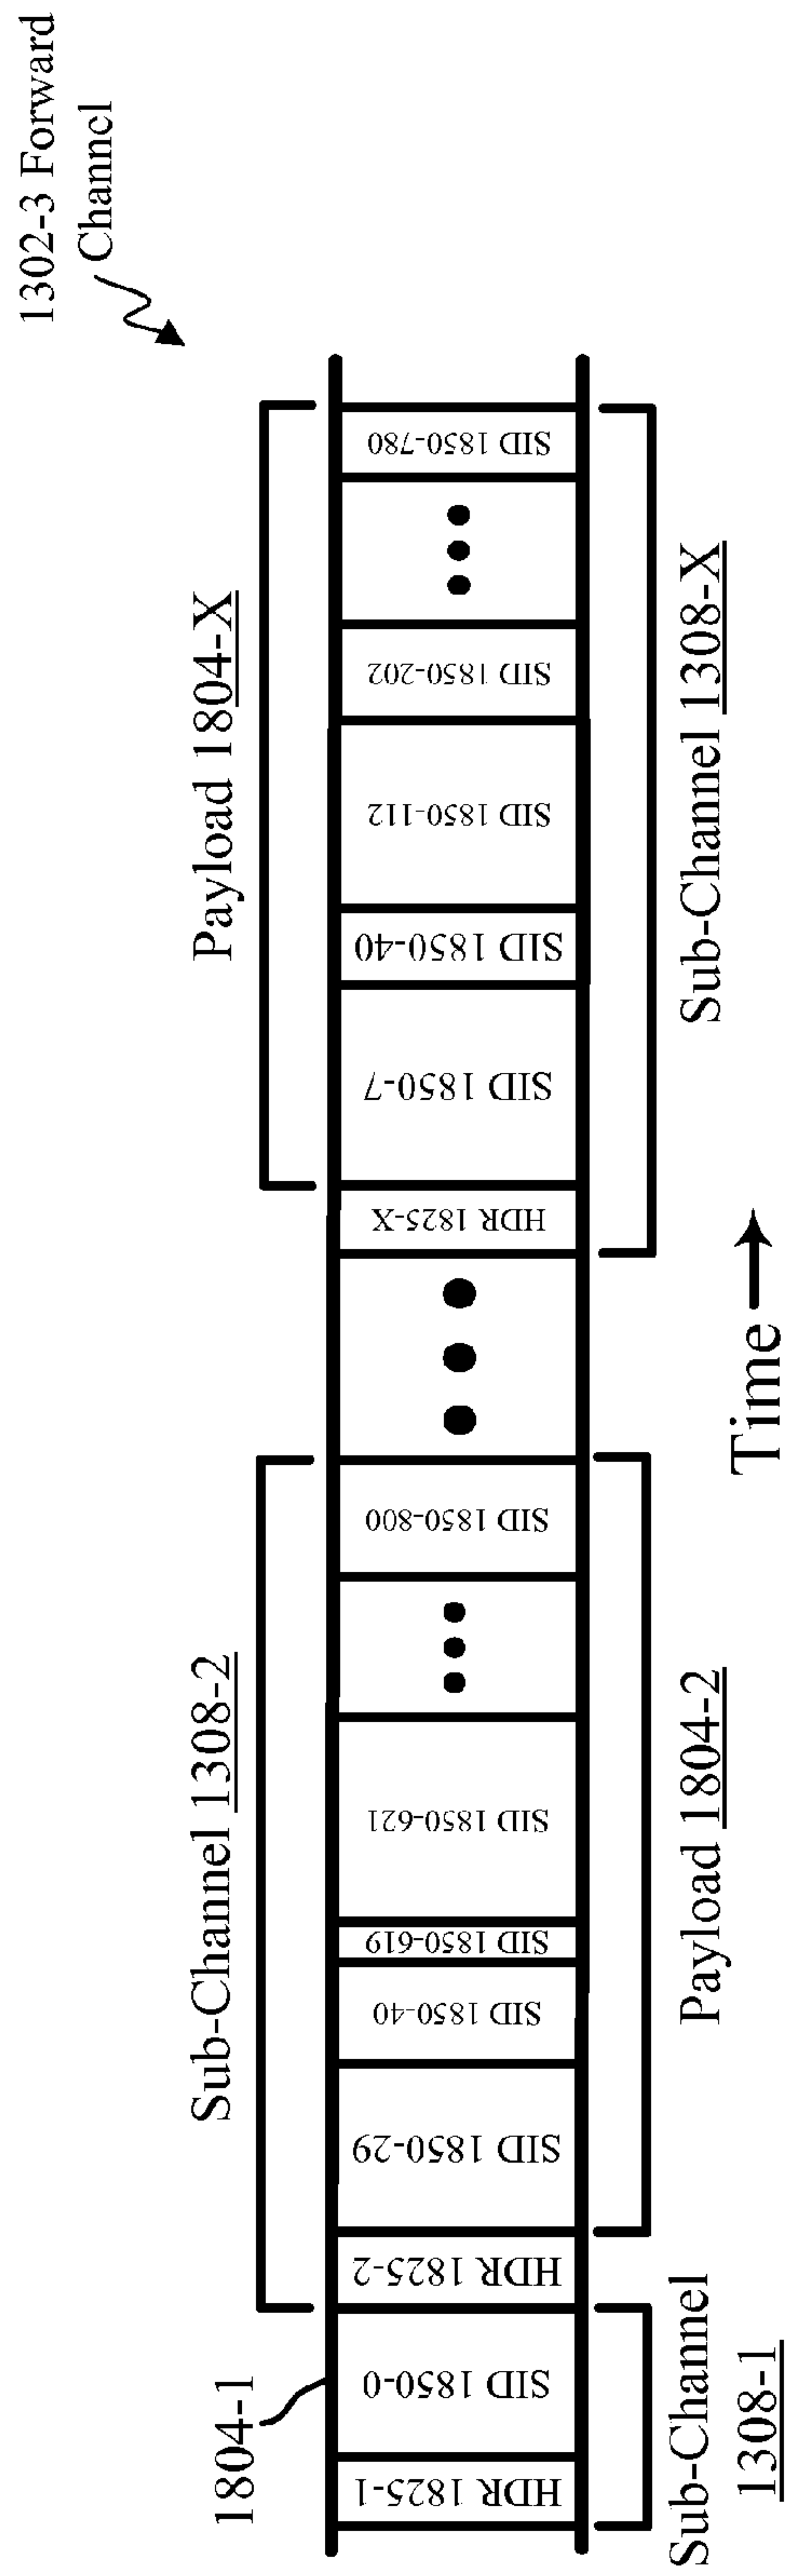 1302-3 Forward
Channel
Sub-Channel 1308-2
Payload 1804-X
1804-1
HDR 1825-1
SID 1850-0
HDR 1825-2
SID 1850-29
SID 1850-40
SID 1850-619
SID 1850-621
SID 1850-800
HDR 1825-X
SID 1850-7
SID 1850-40
SID 1850-112
SID 1850-202
SID 1850-780
Sub-Channel
1308-1
Payload 1804-2
Sub-Channel 1308-X
Time